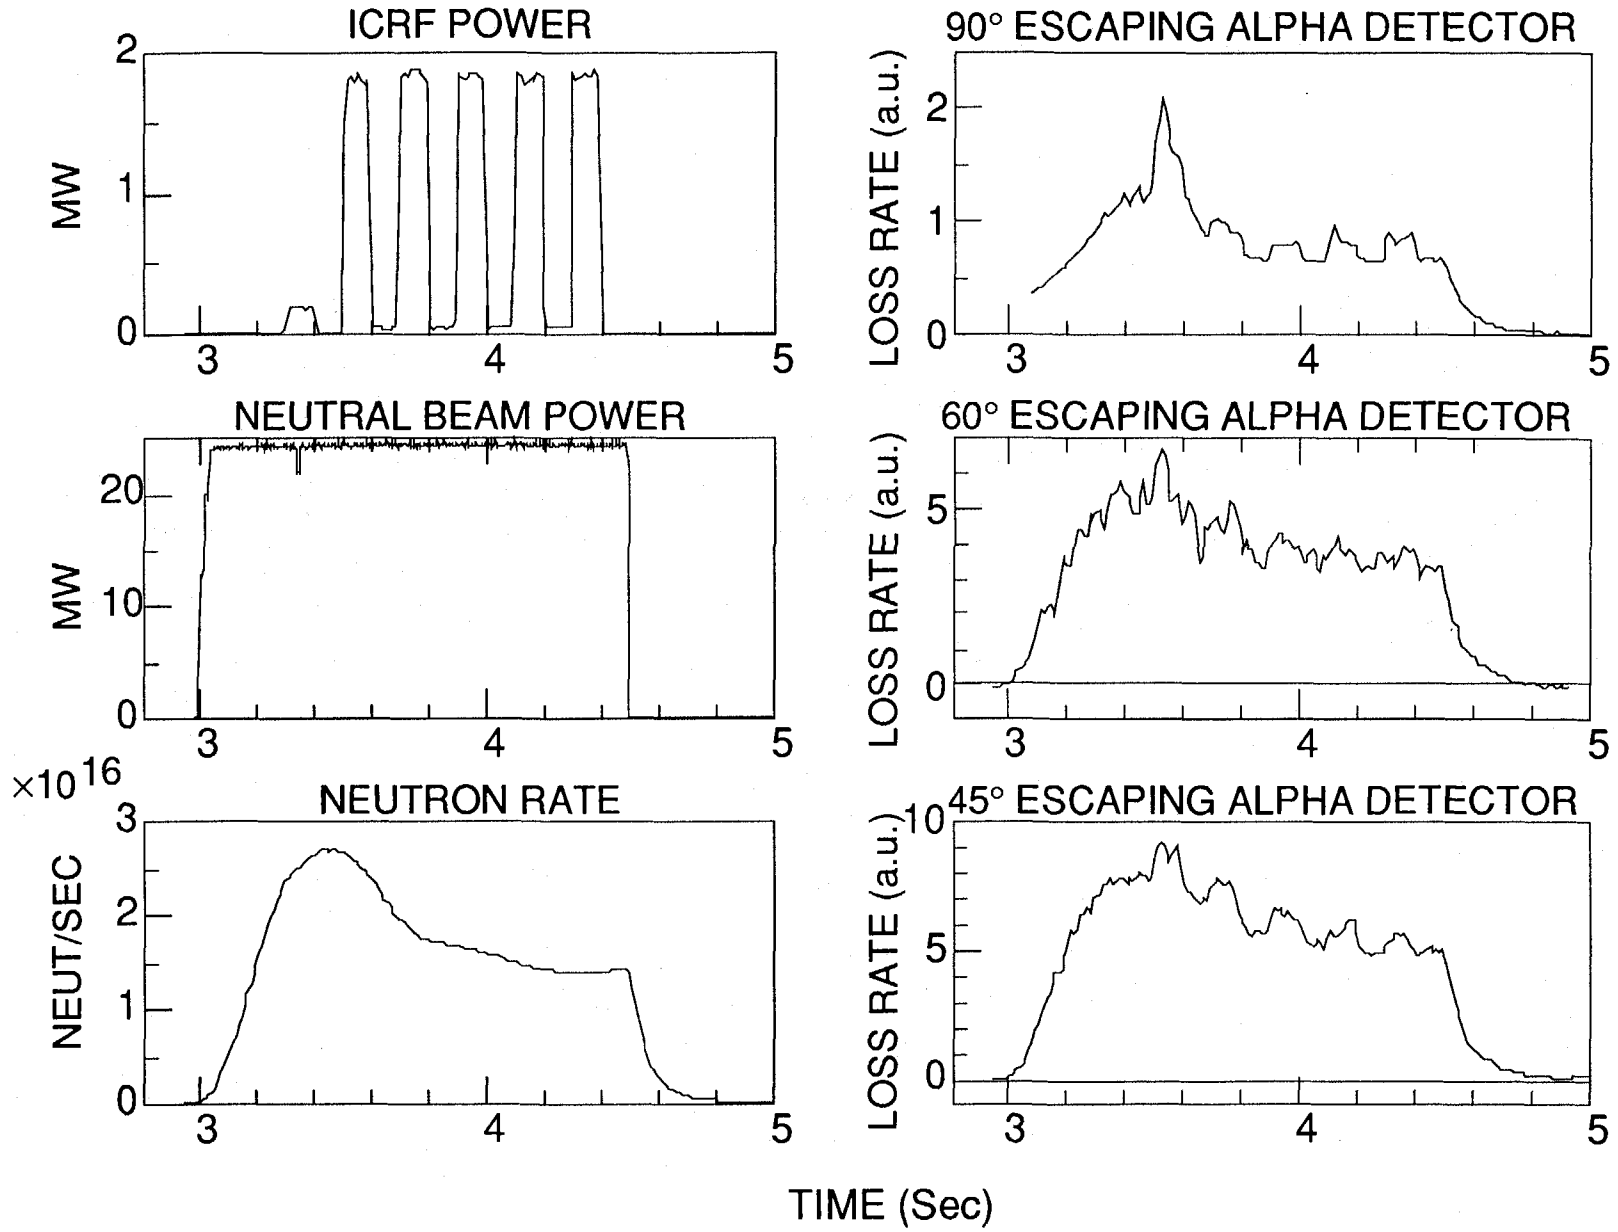 ICRF POWER
MW
2
1
0
3 4 5
NEUTRAL BEAM POWER
MW
20
10
0
3 4 5
×10 16
NEUTRON RATE
NEUT/SEC
3
2
1
0
3 4 5
90° ESCAPING ALPHA DETECTOR
LOSS RATE (a.u.)
2
1
0
3 4 5
60° ESCAPING ALPHA DETECTOR
LOSS RATE (a.u.)
5
0
3 4 5
45° ESCAPING ALPHA DETECTOR
LOSS RATE (a.u.)
10
5
0
3 4 5
TIME (Sec)